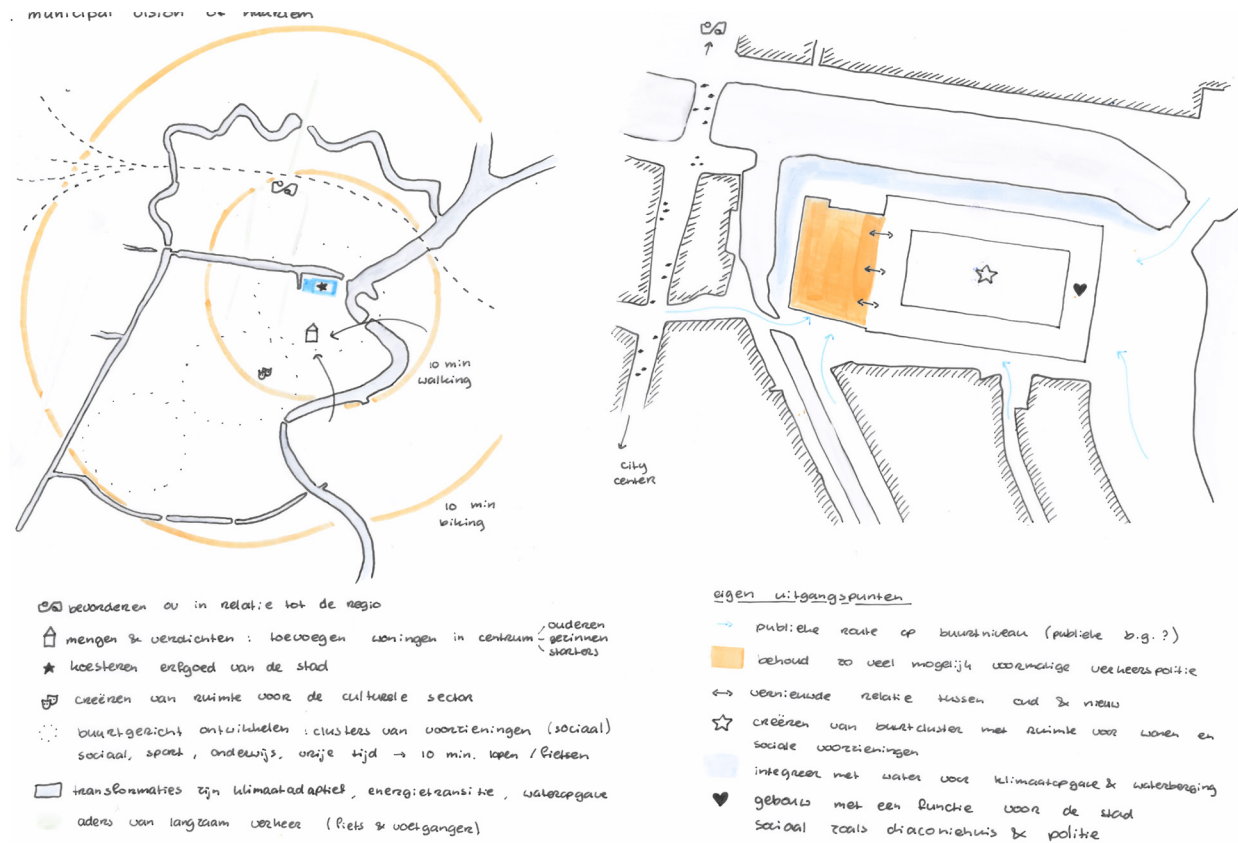 municipal vision of haarlem
10 min
walking
10 min
biking
bevorderen ov in relatie tot de regio
mengen & verdichten : toevoegen woningen in centrum
ouderen
gezinnen
starters
koesteren erfgoed van de stad
creëren van ruimte voor de culturele sector
buurtgericht ontwikkelen : clusters van voorzieningen (sociaal)
sociaal, sport, onderwijs, vrije tijd → 10 min. lopen / fietsen
transformaties zijn klimaatadaptief, energietransitie, wateropgave
aders van langzaam verkeer (fiets & voetganger)
city
center
eigen uitgangspunten
publieke route op buurtniveau (publieke b.g.?)
behoud zo veel mogelijk voormalige verkeerspolitie
vernieuwde relatie tussen oud & nieuw
creëren van buurtcluster met ruimte voor wonen en
sociale voorzieningen
integreer met water voor klimaatopgave & waterberging
gebouw met een functie voor de stad
sociaal zoals diaconiehuis & politie